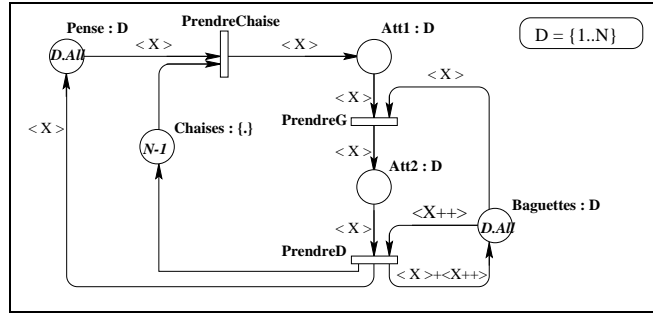 Pense : D
PrendreChaise
Att1 : D
D = {1..N}
D.All
< X >
< X >
< X >
< X >
PrendreG
< X >
Chaises : {.}
< X >
N-1
Att2 : D
Baguettes : D
<X++>
< X >
D.All
PrendreD
< X >+<X++>